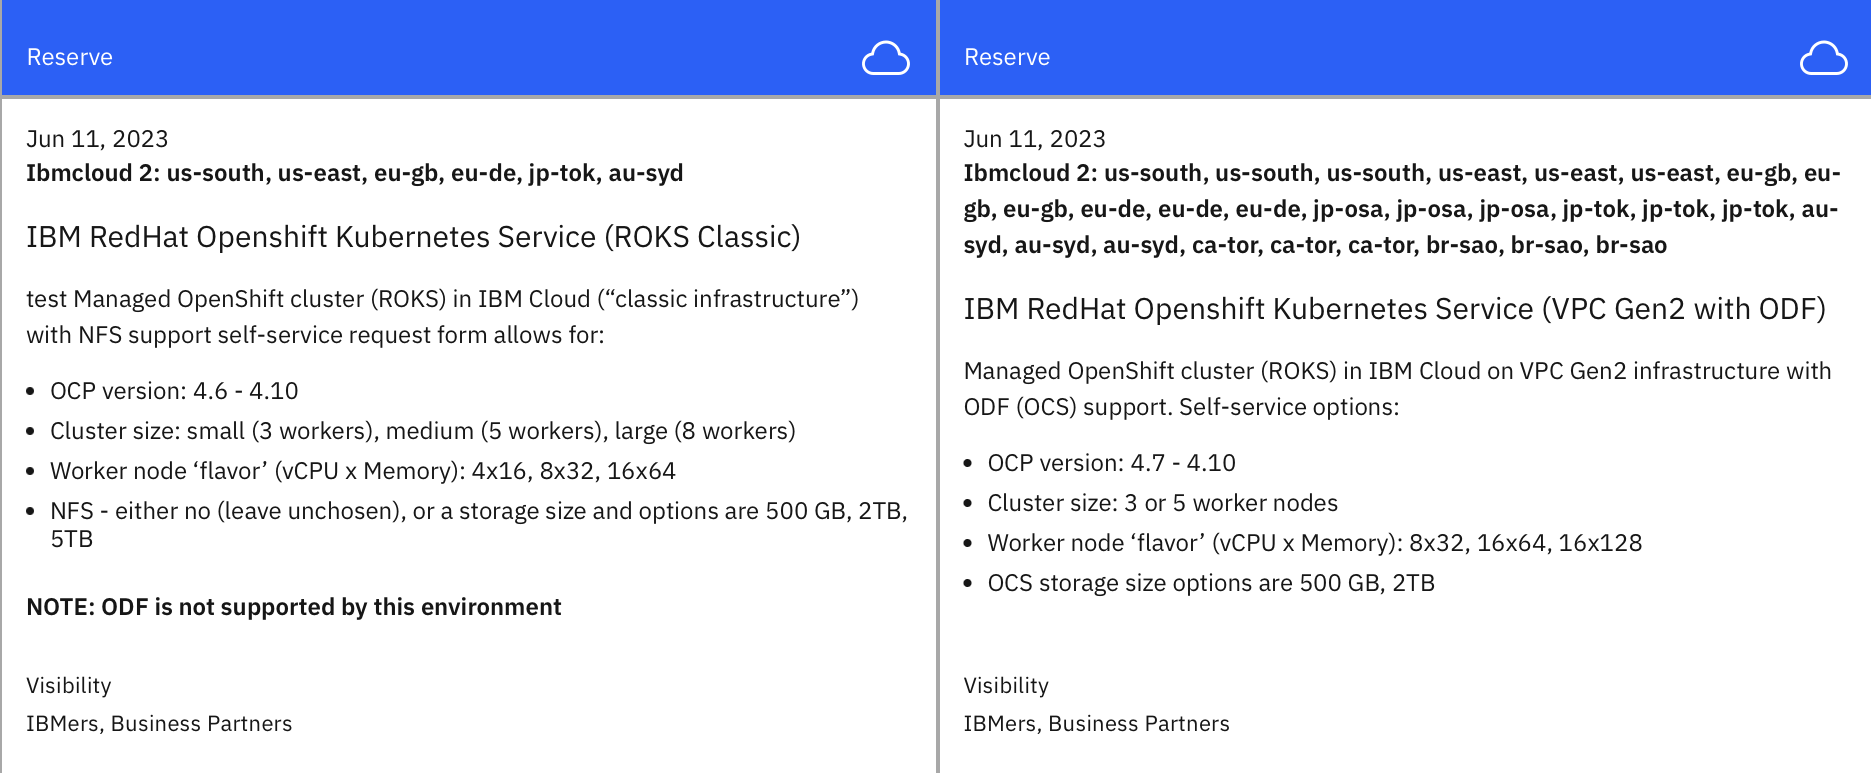 Reserve
Jun 11, 2023
Ibmcloud 2: us-south, us-east, eu-gb, eu-de, jp-tok, au-syd
IBM RedHat Openshift Kubernetes Service (ROKS Classic)
test Managed OpenShift cluster (ROKS) in IBM Cloud (“classic infrastructure”)
with NFS support self-service request form allows for:
• OCP version: 4.6 - 4.10
• Cluster size: small (3 workers), medium (5 workers), large (8 workers)
• Worker node ‘flavor’ (vCPU x Memory): 4x16, 8x32, 16x64
• NFS - either no (leave unchosen), or a storage size and options are 500 GB, 2TB,
5TB
NOTE: ODF is not supported by this environment
Visibility
IBMers, Business Partners
Reserve
Jun 11, 2023
Ibmcloud 2: us-south, us-south, us-south, us-east, us-east, us-east, eu-gb, eu-
gb, eu-gb, eu-de, eu-de, eu-de, jp-osa, jp-osa, jp-osa, jp-tok, jp-tok, jp-tok, au-
syd, au-syd, au-syd, ca-tor, ca-tor, ca-tor, br-sao, br-sao, br-sao
IBM RedHat Openshift Kubernetes Service (VPC Gen2 with ODF)
Managed OpenShift cluster (ROKS) in IBM Cloud on VPC Gen2 infrastructure with
ODF (OCS) support. Self-service options:
• OCP version: 4.7 - 4.10
• Cluster size: 3 or 5 worker nodes
• Worker node ‘flavor’ (vCPU x Memory): 8x32, 16x64, 16x128
• OCS storage size options are 500 GB, 2TB
Visibility
IBMers, Business Partners